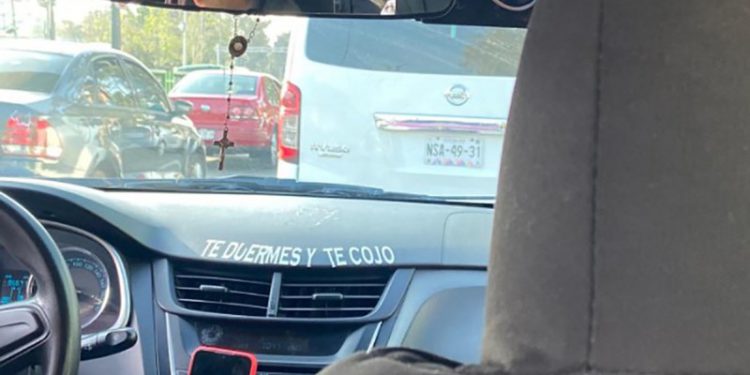 NSA-49-31
TE DUERMES Y TE COJO